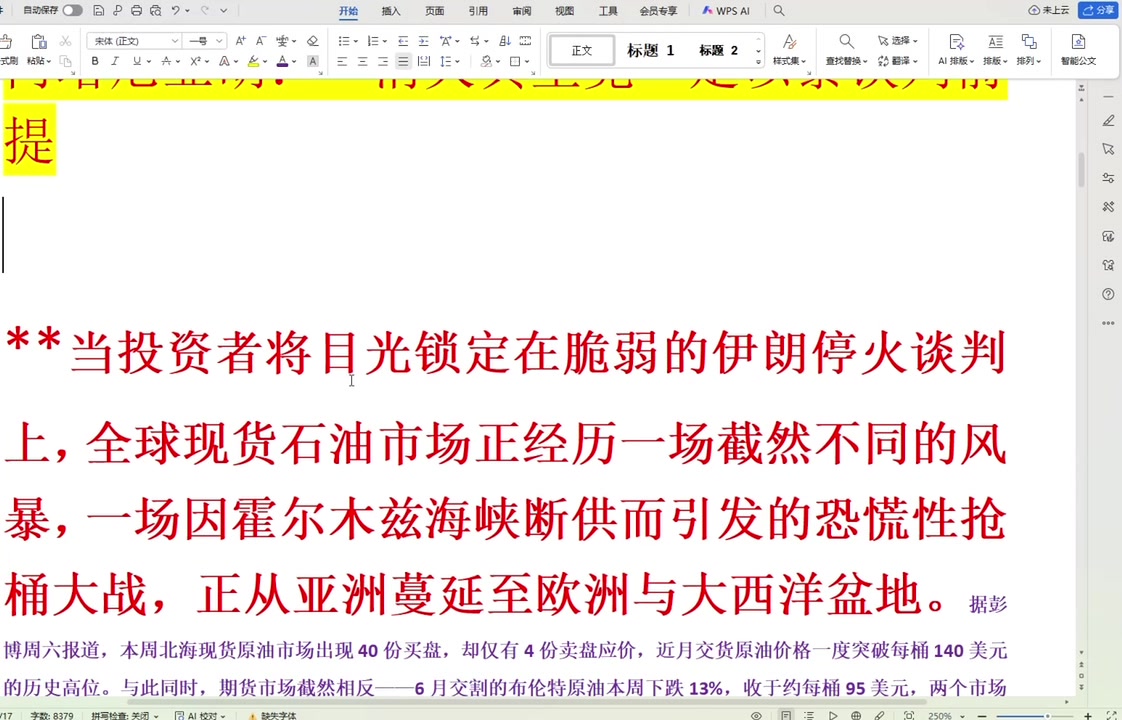 自动保存 开始 插入 页面 引用 审阅 视图 工具 会员专享 WPS AI 未上云 分享
宋体 (正文) 一号 正文 标题 1 标题 2 样式集 选择 查找替换 翻译 AI 排版 排版 排列 智能公文
式刷 粘贴
提
**当投资者将目光锁定在脆弱的伊朗停火谈判
上，全球现货石油市场正经历一场截然不同的风
暴，一场因霍尔木兹海峡断供而引发的恐慌性抢
桶大战，正从亚洲蔓延至欧洲与大西洋盆地。据彭
博周六报道，本周北海现货原油市场出现 40 份买盘，却仅有 4 份卖盘应价，近月交货原油价格一度突破每桶 140 美元
的历史高位。与此同时，期货市场截然相反——6 月交割的布伦特原油本周下跌 13%，收于约每桶 95 美元，两个市场
/17 字数: 8379 拼写检查: 关闭 AI 校对 缺失字体 250%